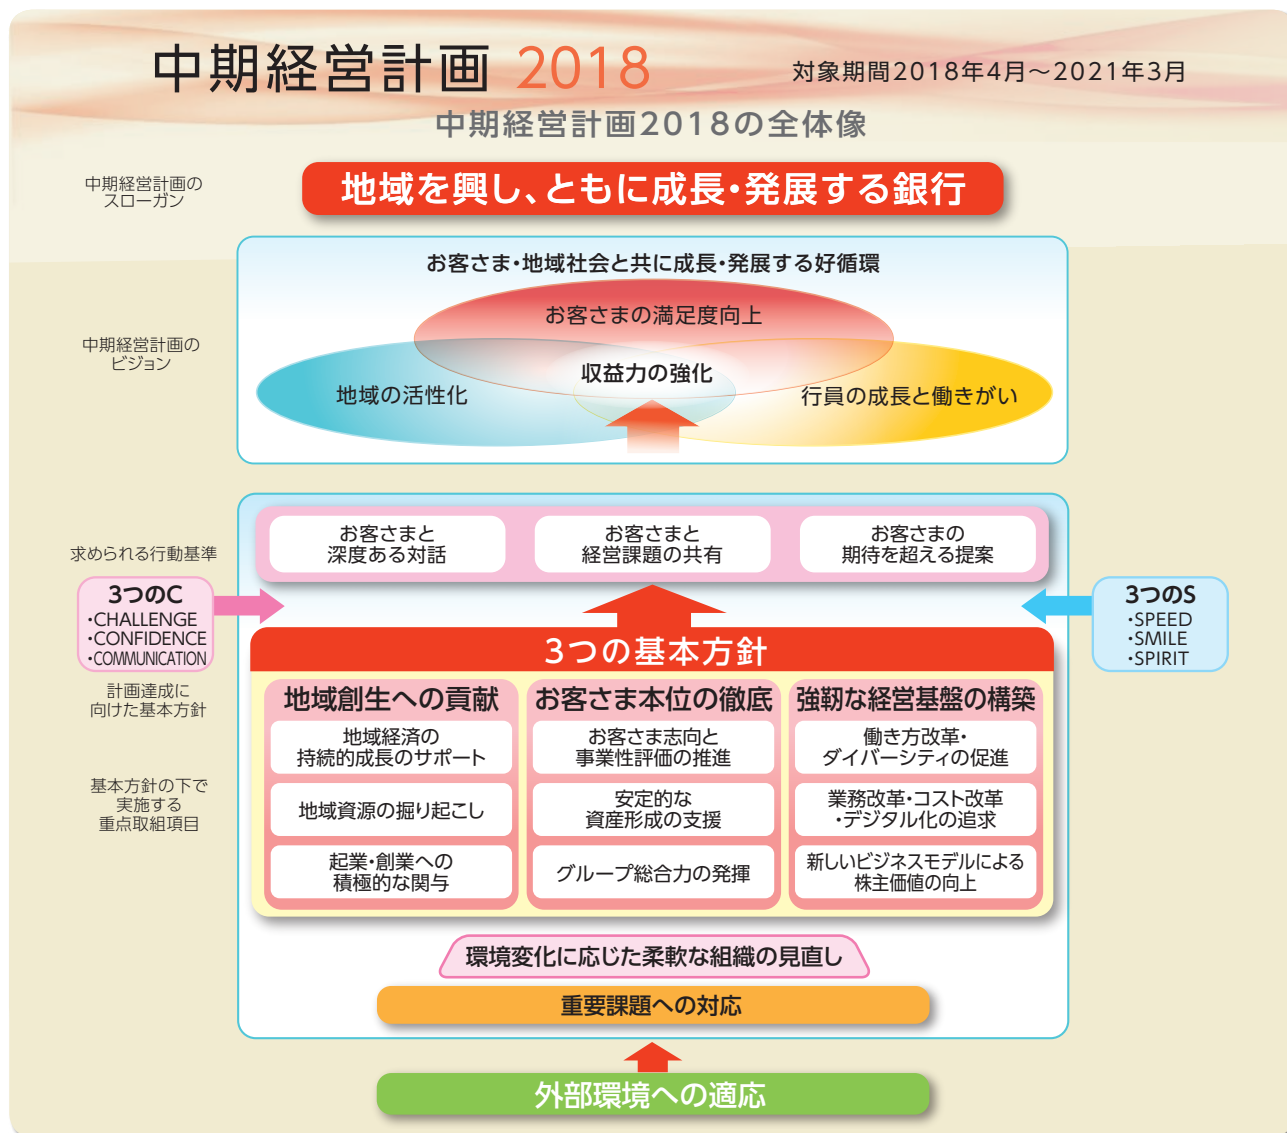 中期経営計画 2018
対象期間2018年4月～2021年3月
中期経営計画2018の全体像
中期経営計画の
スローガン
地域を興し、ともに成長・発展する銀行
中期経営計画の
ビジョン
お客さま・地域社会と共に成長・発展する好循環
お客さまの満足度向上
収益力の強化
地域の活性化
行員の成長と働きがい
求められる行動基準
お客さまと
深度ある対話
お客さまと
経営課題の共有
お客さまの
期待を超える提案
3つのC
・CHALLENGE
・CONFIDENCE
・COMMUNICATION
3つのS
・SPEED
・SMILE
・SPIRIT
3つの基本方針
計画達成に
向けた基本方針
地域創生への貢献
お客さま本位の徹底
強靭な経営基盤の構築
基本方針の下で
実施する
重点取組項目
地域経済の
持続的成長のサポート
地域資源の掘り起こし
起業・創業への
積極的な関与
お客さま志向と
事業性評価の推進
安定的な
資産形成の支援
グループ総合力の発揮
働き方改革・
ダイバーシティの促進
業務改革・コスト改革
・デジタル化の追求
新しいビジネスモデルによる
株主価値の向上
環境変化に応じた柔軟な組織の見直し
重要課題への対応
外部環境への適応